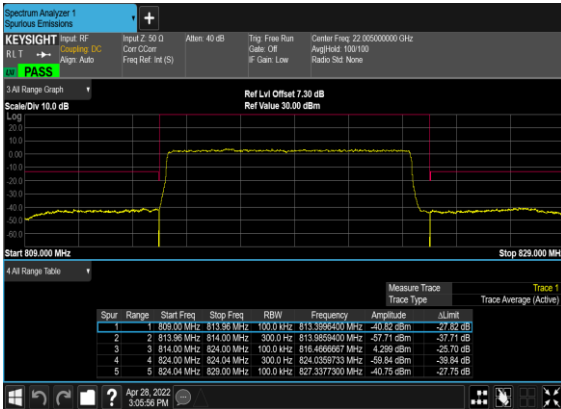 Spectrum Analyzer 1
Spurious Emissions
+
KEYSIGHT Input: RF Input Z: 50 Ω Atten: 40 dB Trig: Free Run Center Freq: 22.005000000 GHz
RLT Coupling: DC Corr CCorr Gate: Off Avg|Hold: 100/100
Align: Auto Freq Ref: Int (S) IF Gain: Low Radio Std: None
PASS
3 All Range Graph
Ref Lvl Offset 7.30 dB
Scale/Div 10.0 dB Ref Value 30.00 dBm
Log
20.0
10.0
0.00
-10.0
-20.0
-30.0
-40.0
-50.0
-60.0
Start 809.000 MHz Stop 829.000 MH
4 All Range Table
Measure Trace Trace 1
Trace Type Trace Average (Active)
Spur Range Start Freq Stop Freq RBW Frequency Amplitude ΔLimit
1 1 809.00 MHz 813.96 MHz 100.0 kHz 813.3996400 MHz -40.82 dBm -27.82 dB
2 2 813.96 MHz 814.00 MHz 300.0 Hz 813.9859400 MHz -57.71 dBm -37.71 dB
3 3 814.00 MHz 824.00 MHz 100.0 kHz 816.4666667 MHz 4.299 dBm -25.70 dB
4 4 824.00 MHz 824.04 MHz 300.0 Hz 824.0359733 MHz -59.84 dBm -39.84 dB
5 5 824.04 MHz 829.00 MHz 100.0 kHz 827.3377300 MHz -40.75 dBm -27.75 dB
? Apr 28, 2022
3:05:56 PM